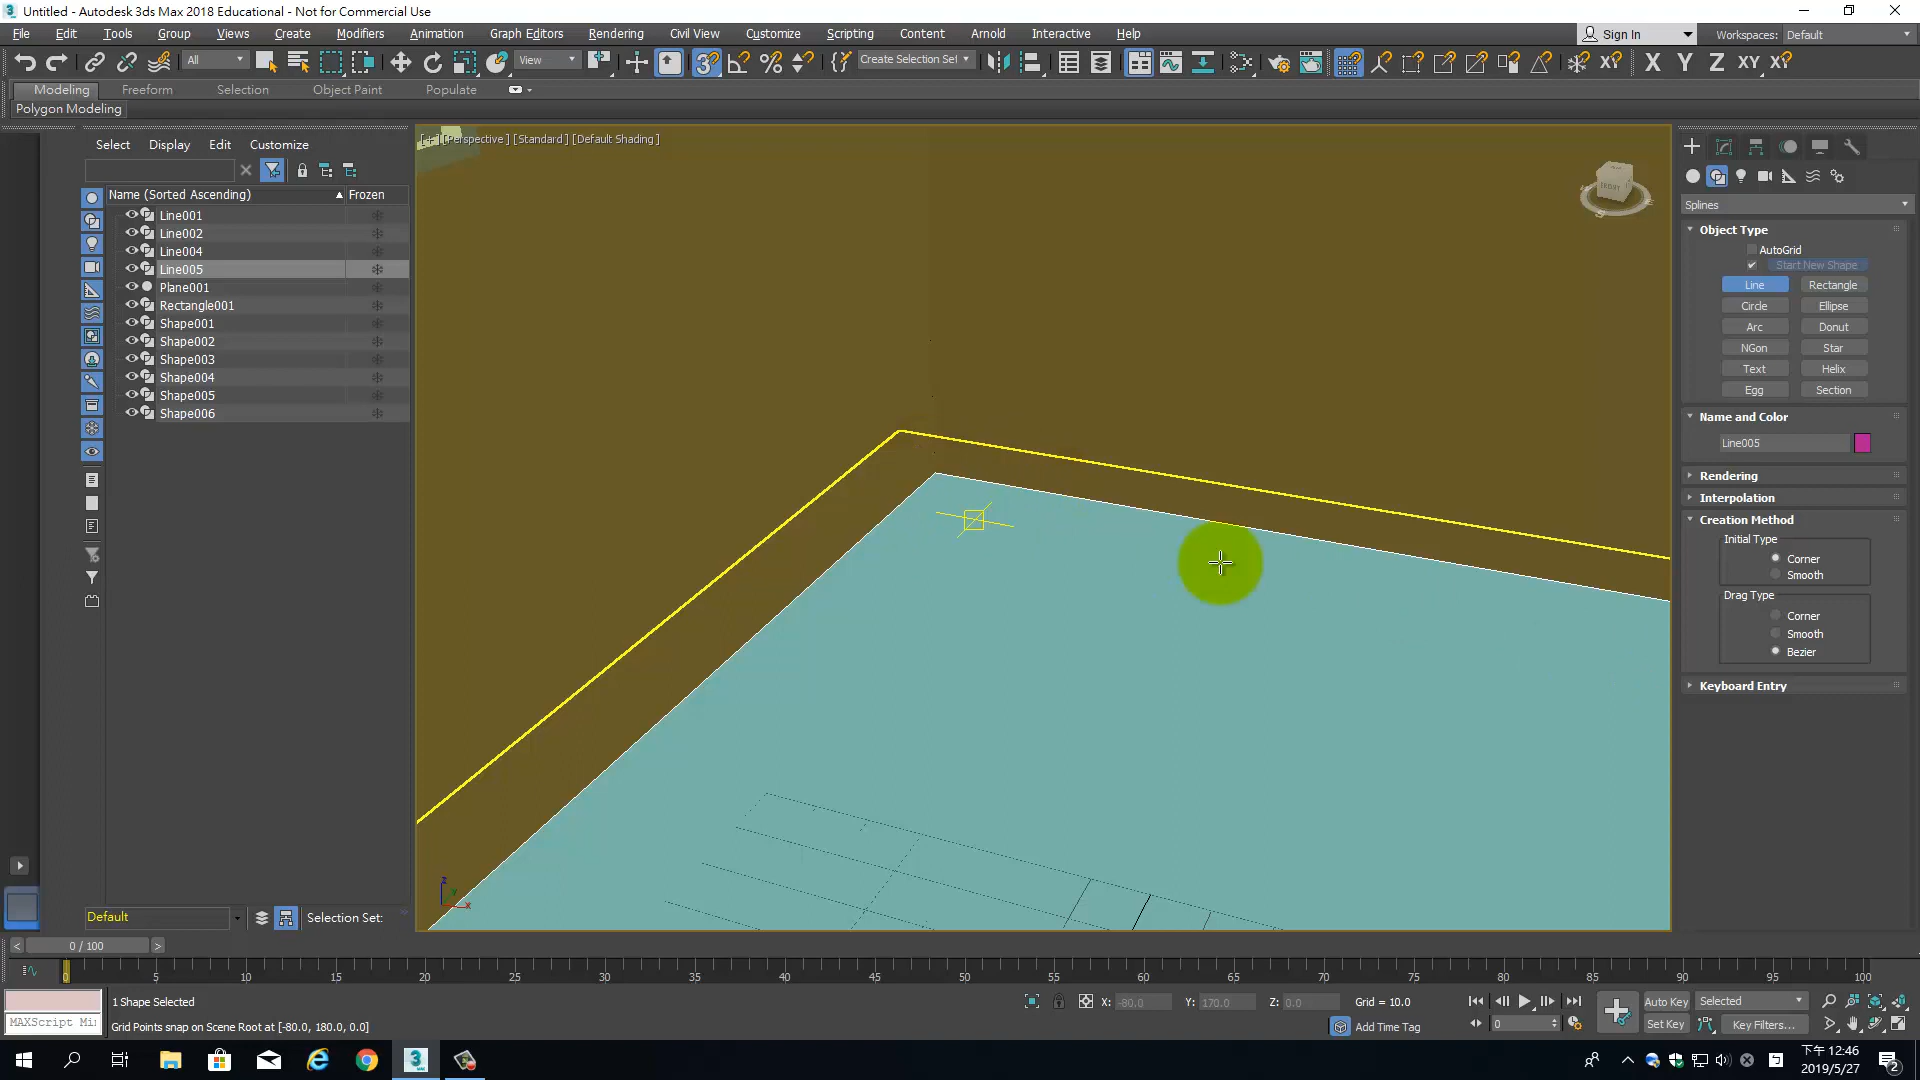 Untitled - Autodesk 3ds Max 2018 Educational - Not for Commercial Use
File Edit Tools Group Views Create Modifiers Animation Graph Editors Rendering Civil View Customize Scripting Content Arnold Interactive Help
Sign In Workspaces: Default
All View Create Selection Set X Y Z XY
Modeling Freeform Selection Object Paint Populate
Polygon Modeling
Select Display Edit Customize
Name (Sorted Ascending) Frozen
Line001
Line002
Line004
Line005
Plane001
Rectangle001
Shape001
Shape002
Shape003
Shape004
Shape005
Shape006
Default Selection Set:
[+] [Perspective ] [Standard ] [Default Shading ]
FRONT
Splines
Object Type
AutoGrid
Start New Shape
Line Rectangle
Circle Ellipse
Arc Donut
NGon Star
Text Helix
Egg Section
Name and Color
Line005
Rendering
Interpolation
Creation Method
Initial Type
Corner
Smooth
Drag Type
Corner
Smooth
Bezier
Keyboard Entry
0 / 100
0 5 10 15 20 25 30 35 40 45 50 55 60 65 70 75 80 85 90 95 100
1 Shape Selected
X: -80.0 Y: 170.0 Z: 0.0 Grid = 10.0
Auto Key Selected
MAXScript Mi
Grid Points snap on Scene Root at [-80.0, 180.0, 0.0]
Add Time Tag
0
Set Key Key Filters...
下午 12:46
2019/5/27
2